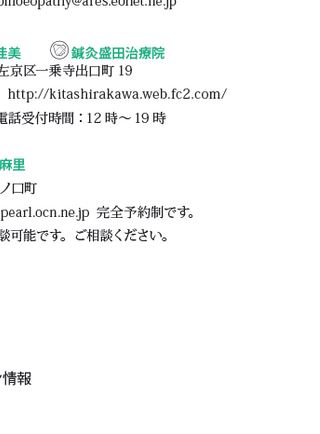 omoeopathy@ares.eonet.ne.jp
佳美 鍼灸盛田治療院
左京区一乗寺出口町 19
http://kitashirakawa.web.fc2.com/
電話受付時間：12 時〜 19 時
麻里
ノ口町
pearl.ocn.ne.jp 完全予約制です。
談可能です。ご相談ください。
情報